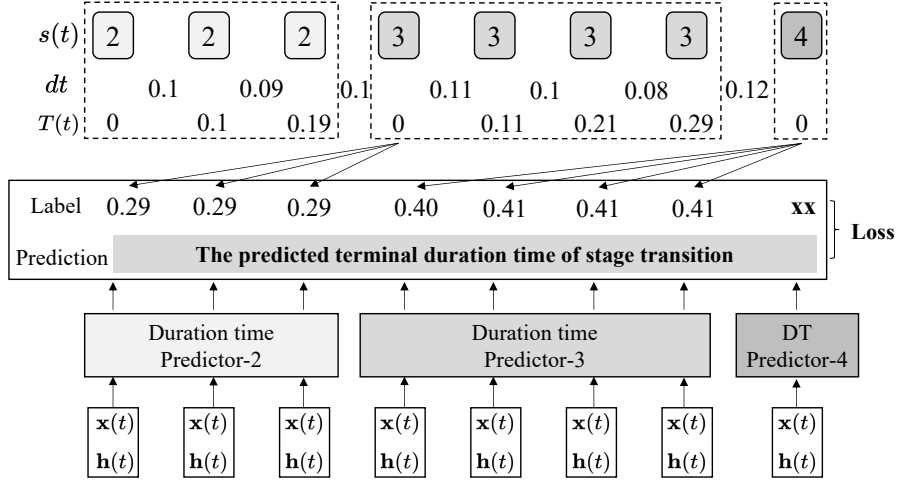 s(t) 2 2 2 3 3 3 3 4
dt 0.1 0.09 0.1 0.11 0.1 0.08 0.12
T(t) 0 0.1 0.19 0 0.11 0.21 0.29 0
Label 0.29 0.29 0.29 0.40 0.41 0.41 0.41 xx
Loss
Prediction The predicted terminal duration time of stage transition
Duration time Duration time DT
Predictor-2 Predictor-3 Predictor-4
x(t) x(t) x(t) x(t) x(t) x(t) x(t) x(t)
h(t) h(t) h(t) h(t) h(t) h(t) h(t) h(t)